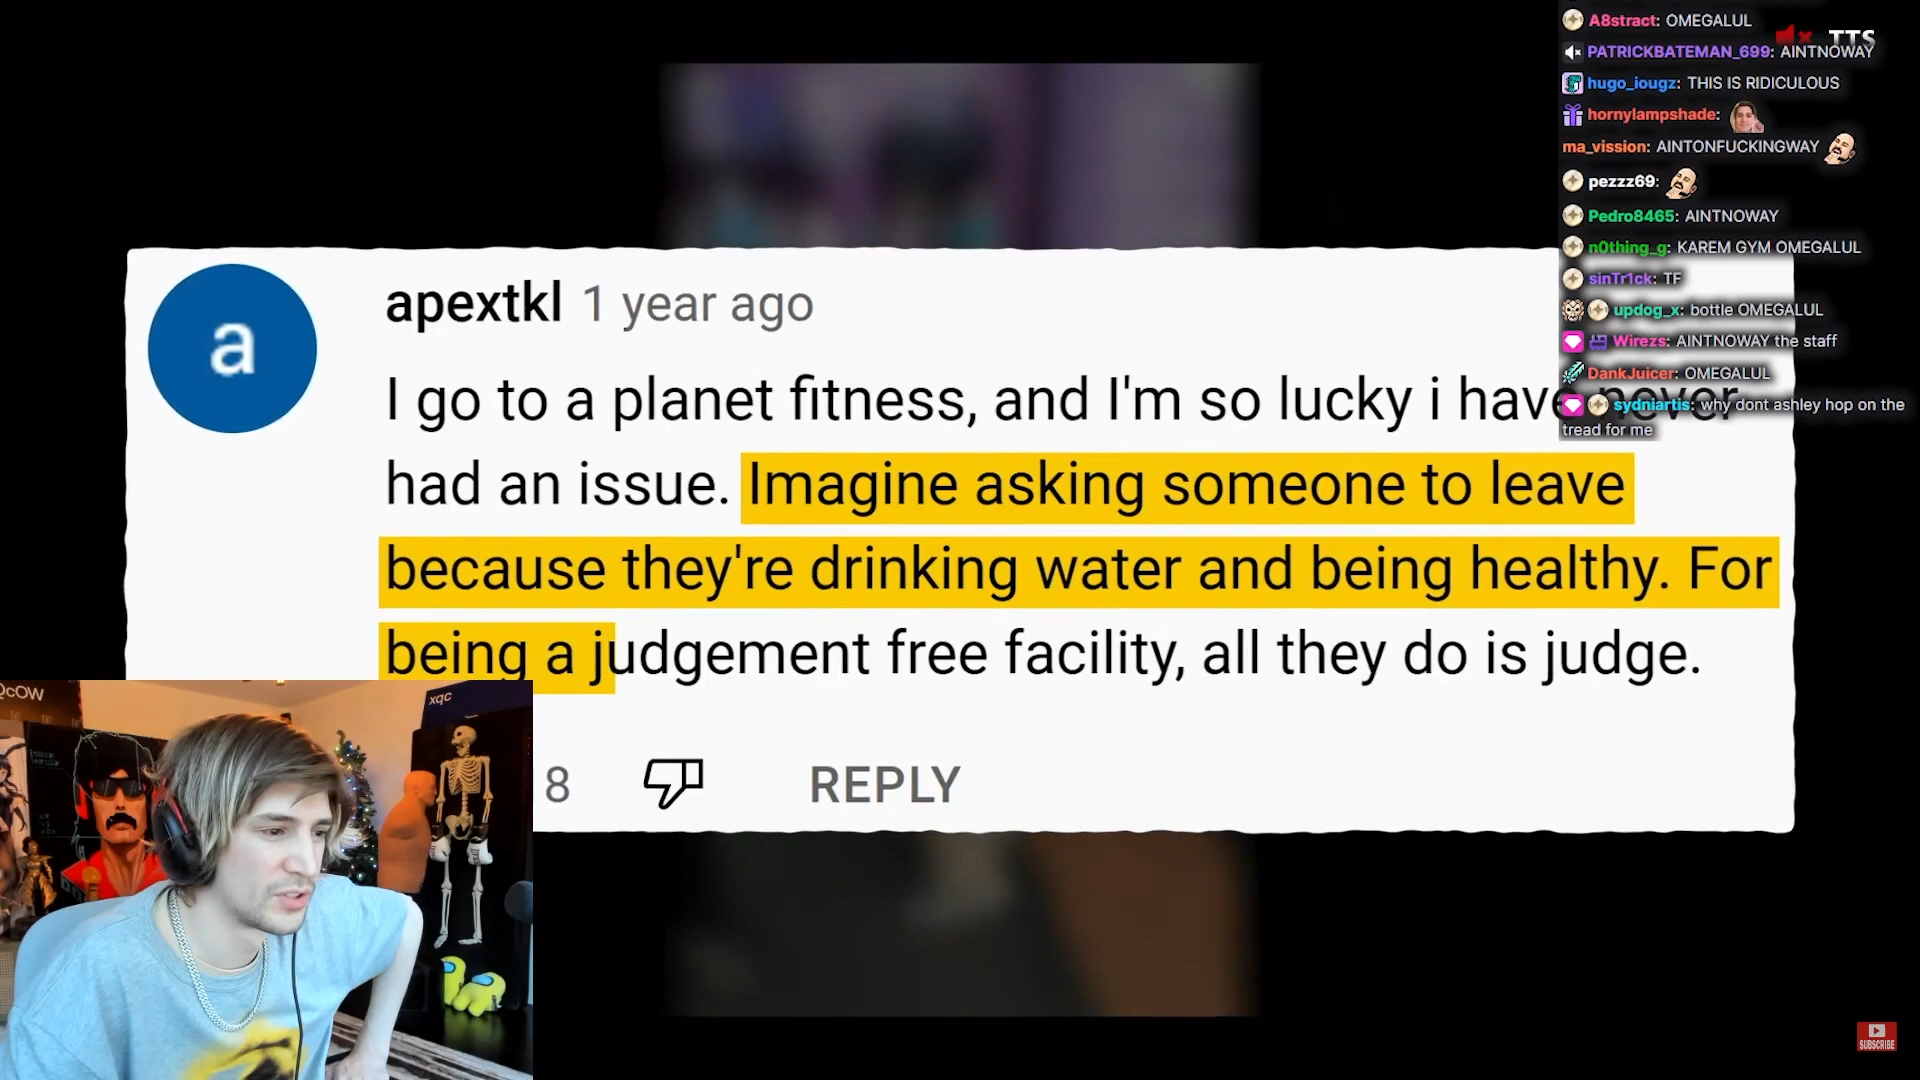 A8stract: OMEGALUL
TTS
PATRICKBATEMAN_699: AINTNOWAY
hugo_iougz: THIS IS RIDICULOUS
hornylampshade:
ma_vission: AINTONFUCKINGWAY
pezzz69:
Pedro8465: AINTNOWAY
n0thing_g: KAREM GYM OMEGALUL
sinTr1ck: TF
updog_x: bottle OMEGALUL
Wirezs: AINTNOWAY the staff
DankJuicer: OMEGALUL
sydniartis: why dont ashley hop on the
tread for me
apextkl 1 year ago
I go to a planet fitness, and I'm so lucky i have never
had an issue. Imagine asking someone to leave
because they're drinking water and being healthy. For
being a judgement free facility, all they do is judge.
8 REPLY
QcOW
xqc
SUBSCRIBE